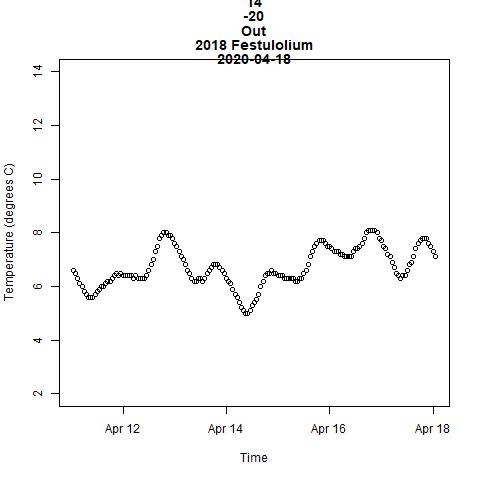 14
-20
Out
2018 Festulolium
2020-04-18
Temperature (degrees C)
14
12
10
8
6
4
2
Apr 12
Apr 14
Apr 16
Apr 18
Time